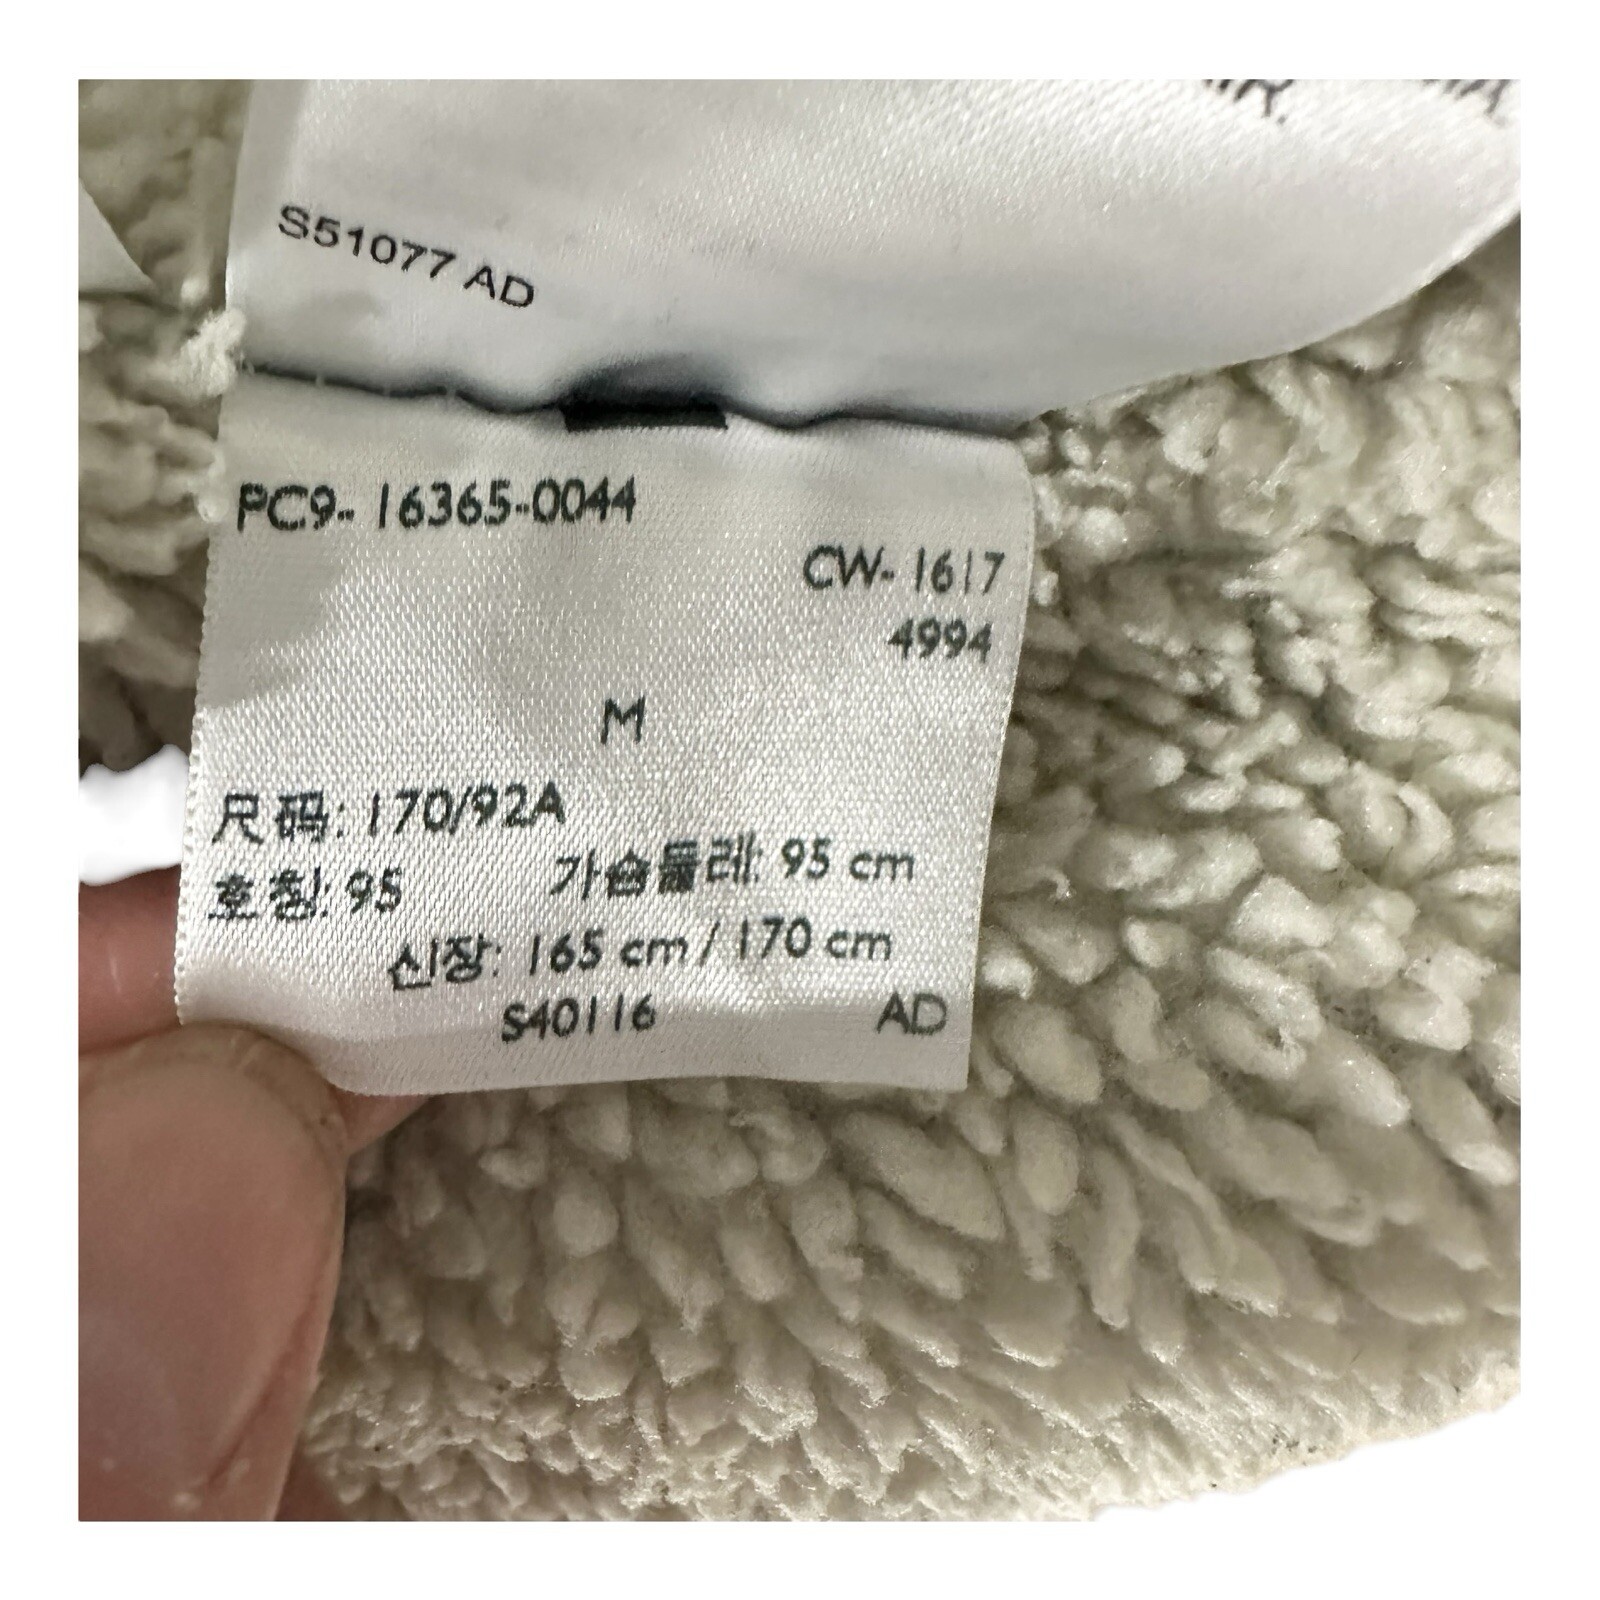 S51077 AD
PC9-16365-0044
CW-1617
4994
M
尺码: 170/92A
호칭: 95 가슴둘레: 95 cm
신장: 165 cm / 170 cm
S40116 AD